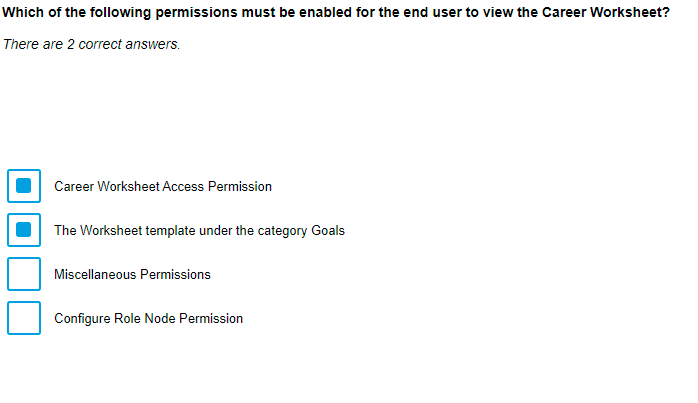 Which of the following permissions must be enabled for the end user to view the Career Worksheet?
There are 2 correct answers.
Career Worksheet Access Permission
The Worksheet template under the category Goals
Miscellaneous Permissions
Configure Role Node Permission